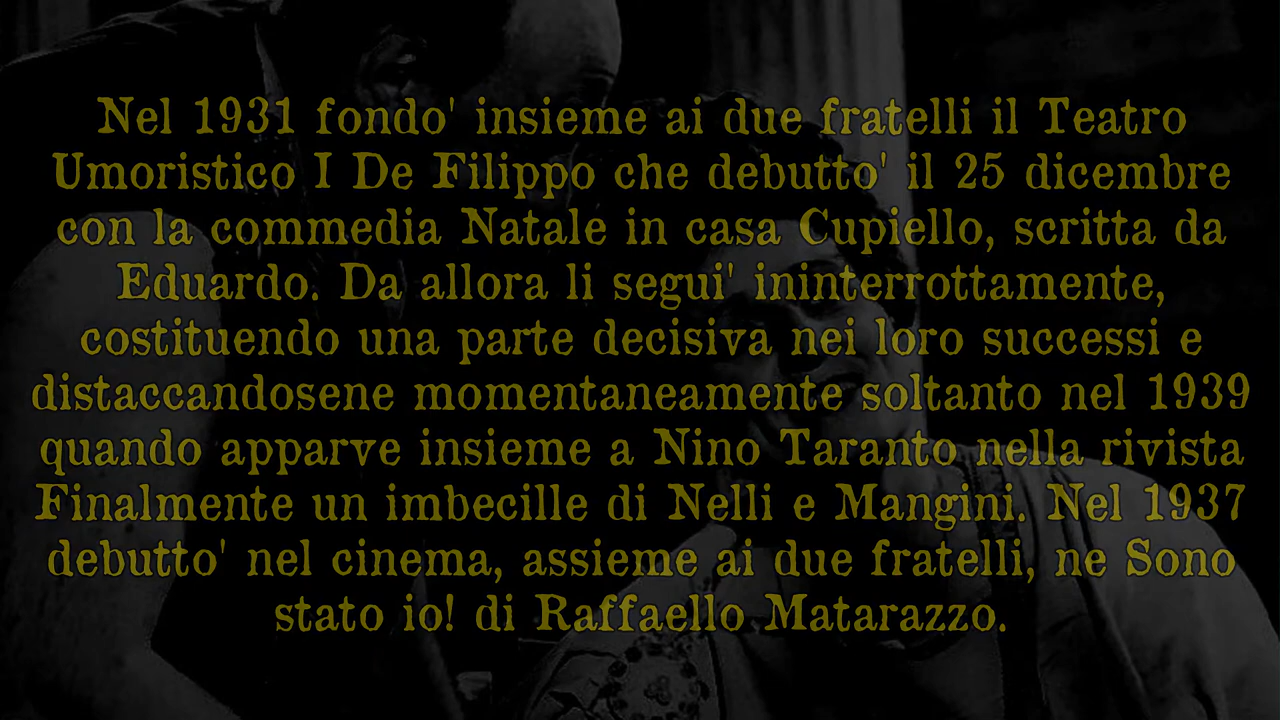 Nel 1931 fondo' insieme ai due fratelli il Teatro
Umoristico I De Filippo che debutto' il 25 dicembre
con la commedia Natale in casa Cupiello, scritta da
Eduardo. Da allora li segui' ininterrottamente,
costituendo una parte decisiva nei loro successi e
distaccandosene momentaneamente soltanto nel 1939
quando apparve insieme a Nino Taranto nella rivista
Finalmente un imbecille di Nelli e Mangini. Nel 1937
debutto' nel cinema, assieme ai due fratelli, ne Sono
stato io! di Raffaello Matarazzo.